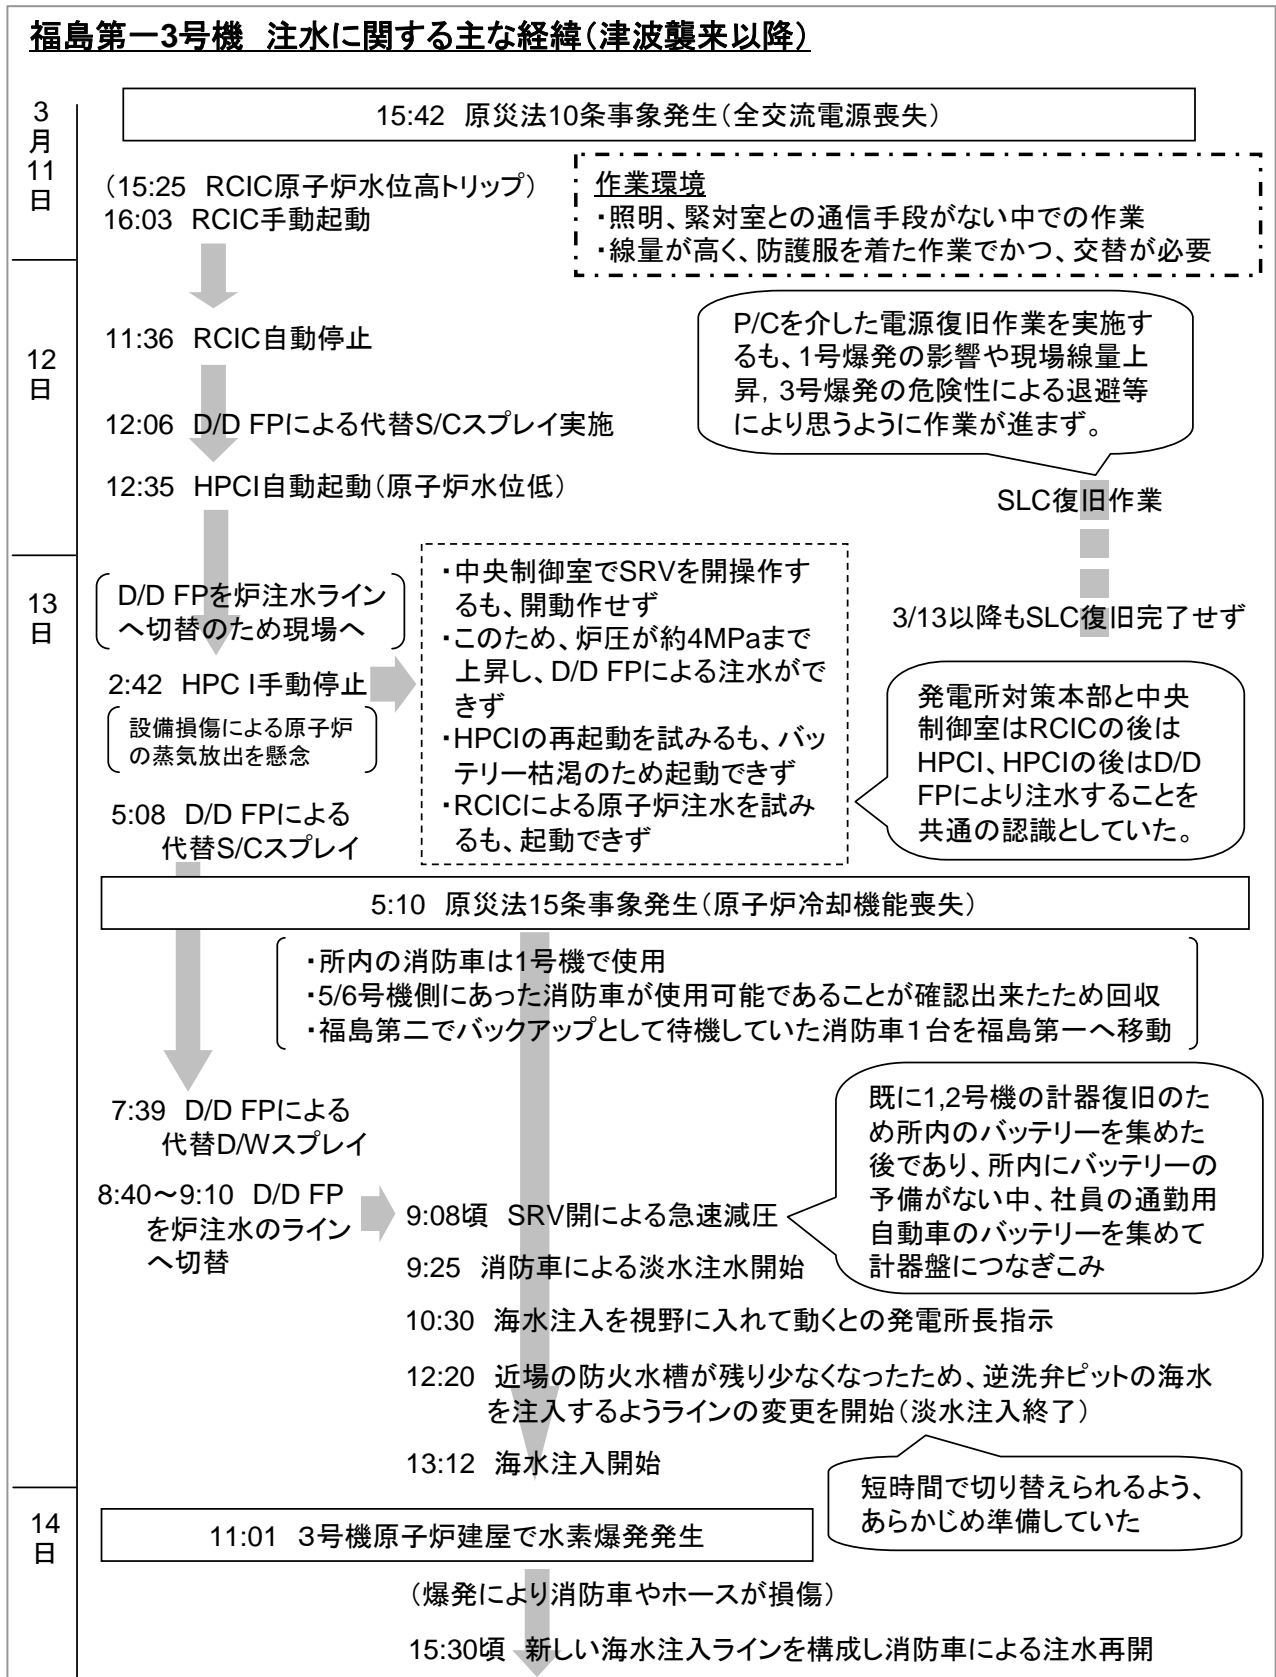 福島第一3号機 注水に関する主な経緯(津波襲来以降)
3
月
11
日
15:42 原災法10条事象発生(全交流電源喪失)
(15:25 RCIC原子炉水位高トリップ)
16:03 RCIC手動起動
作業環境
・照明、緊対室との通信手段がない中での作業
・線量が高く、防護服を着た作業でかつ、交替が必要
12
日
11:36 RCIC自動停止
12:06 D/D FPによる代替S/Cスプレイ実施
12:35 HPCI自動起動(原子炉水位低)
P/Cを介した電源復旧作業を実施す
るも、1号爆発の影響や現場線量上
昇，3号爆発の危険性による退避等
により思うように作業が進まず。
SLC復旧作業
3/13以降もSLC復旧完了せず
13
日
D/D FPを炉注水ライン
へ切替のため現場へ
2:42 HPC I手動停止
設備損傷による原子炉
の蒸気放出を懸念
・中央制御室でSRVを開操作す
るも、開動作せず
・このため、炉圧が約4MPaまで
上昇し、D/D FPによる注水がで
きず
・HPCIの再起動を試みるも、バッ
テリー枯渇のため起動できず
・RCICによる原子炉注水を試み
るも、起動できず
発電所対策本部と中央
制御室はRCICの後は
HPCI、HPCIの後はD/D
FPにより注水することを
共通の認識としていた。
5:08 D/D FPによる
代替S/Cスプレイ
5:10 原災法15条事象発生(原子炉冷却機能喪失)
・所内の消防車は1号機で使用
・5/6号機側にあった消防車が使用可能であることが確認出来たため回収
・福島第二でバックアップとして待機していた消防車１台を福島第一へ移動
7:39 D/D FPによる
代替D/Wスプレイ
8:40～9:10 D/D FP
を炉注水のライン
へ切替
9:08頃 SRV開による急速減圧
既に1,2号機の計器復旧のた
め所内のバッテリーを集めた
後であり、所内にバッテリーの
予備がない中、社員の通勤用
自動車のバッテリーを集めて
計器盤につなぎこみ
9:25 消防車による淡水注水開始
10:30 海水注入を視野に入れて動くとの発電所長指示
12:20 近場の防火水槽が残り少なくなったため、逆洗弁ピットの海水
を注入するようラインの変更を開始(淡水注入終了)
13:12 海水注入開始
短時間で切り替えられるよう、
あらかじめ準備していた
14
日
11:01 ３号機原子炉建屋で水素爆発発生
(爆発により消防車やホースが損傷)
15:30頃 新しい海水注入ラインを構成し消防車による注水再開